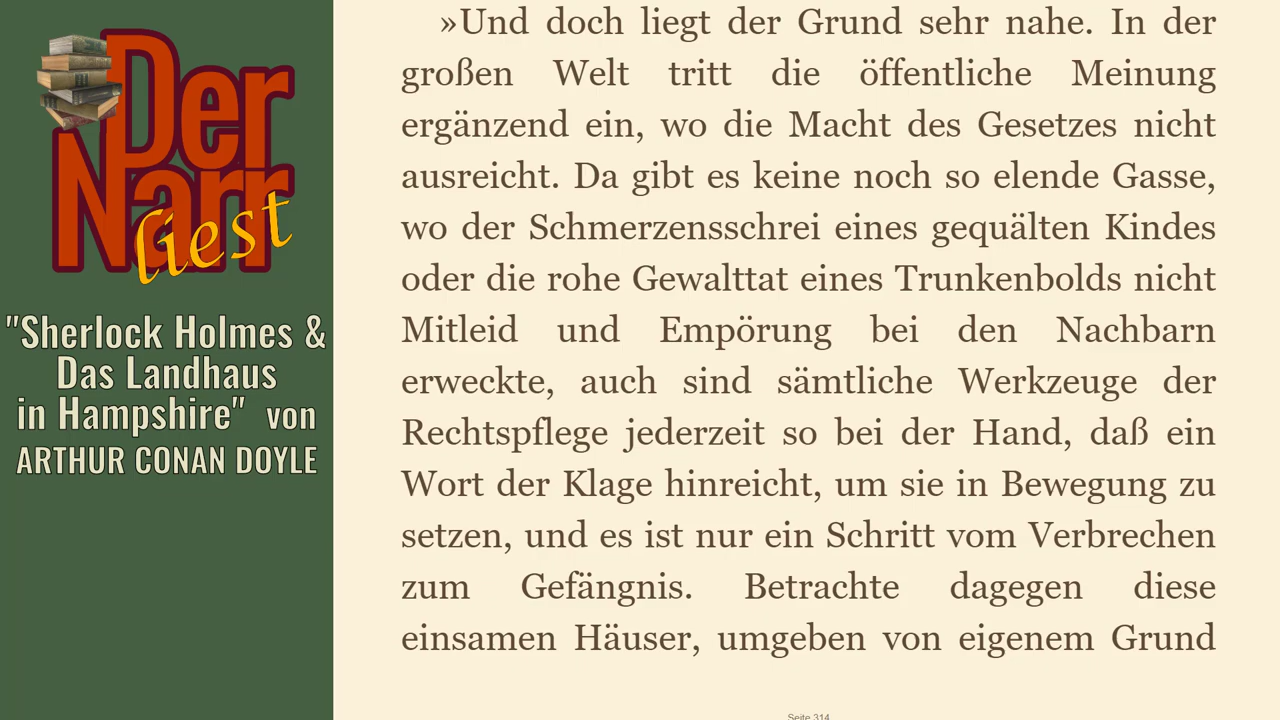 Der
Narr
liest
"Sherlock Holmes &
Das Landhaus
in Hampshire" von
ARTHUR CONAN DOYLE
»Und doch liegt der Grund sehr nahe. In der
großen Welt tritt die öffentliche Meinung
ergänzend ein, wo die Macht des Gesetzes nicht
ausreicht. Da gibt es keine noch so elende Gasse,
wo der Schmerzensschrei eines gequälten Kindes
oder die rohe Gewalttat eines Trunkenbolds nicht
Mitleid und Empörung bei den Nachbarn
erweckte, auch sind sämtliche Werkzeuge der
Rechtspflege jederzeit so bei der Hand, daß ein
Wort der Klage hinreicht, um sie in Bewegung zu
setzen, und es ist nur ein Schritt vom Verbrechen
zum Gefängnis. Betrachte dagegen diese
einsamen Häuser, umgeben von eigenem Grund
Seite 314